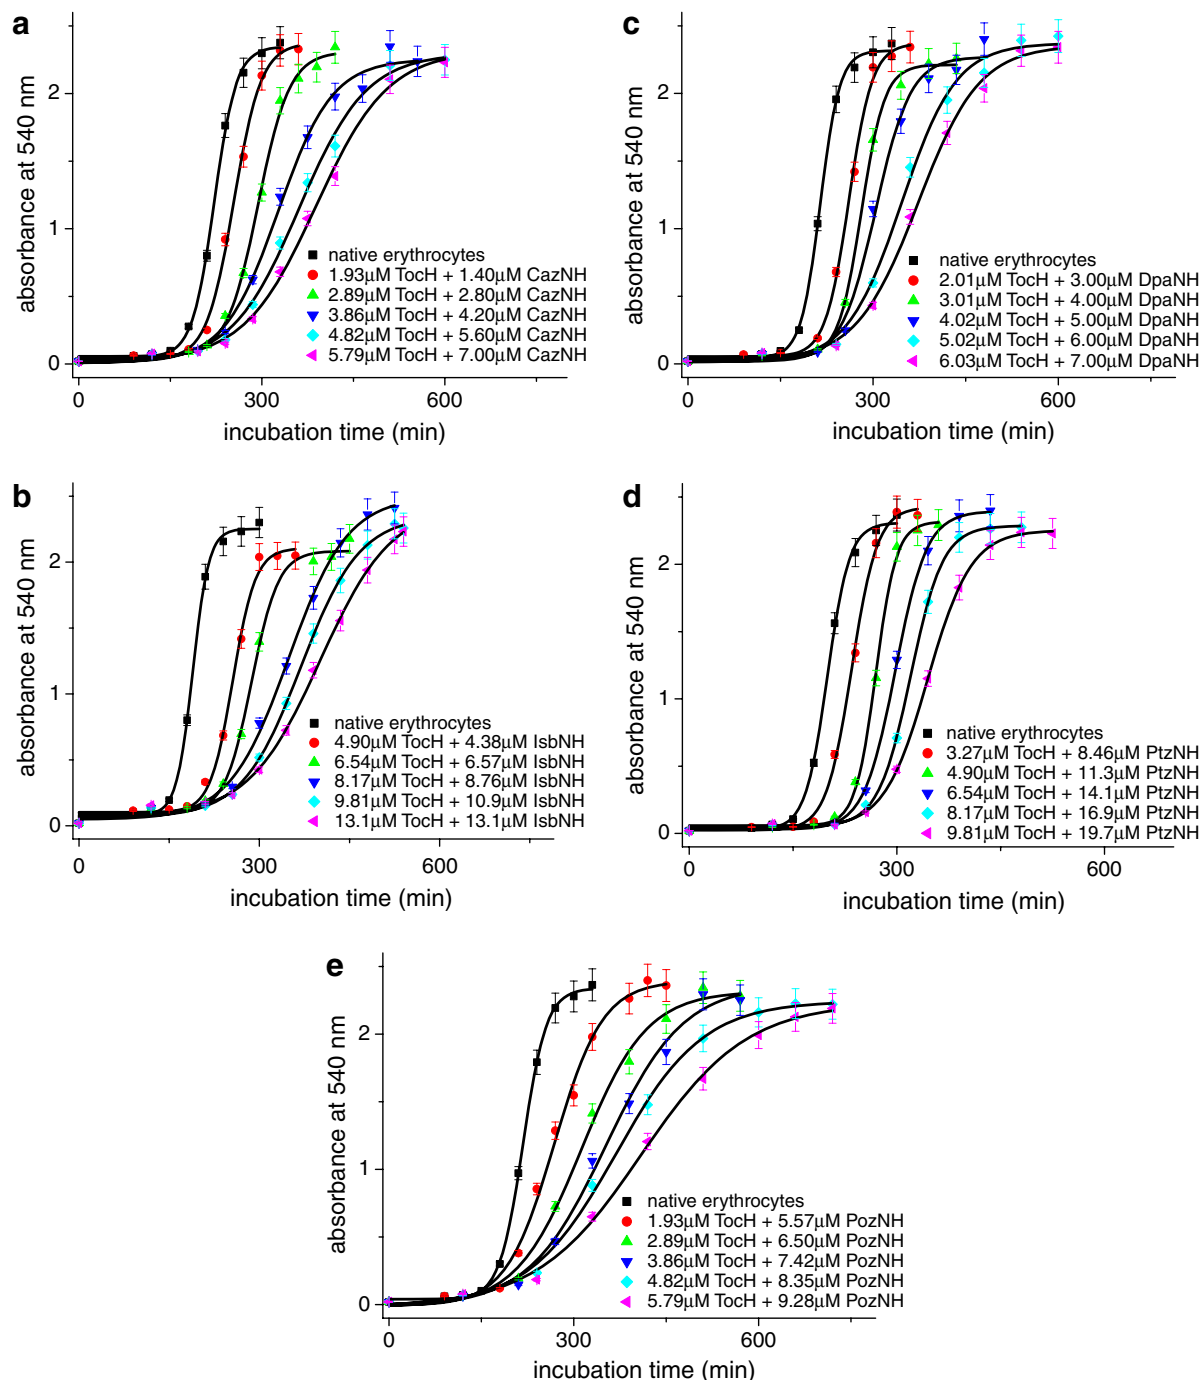 a
absorbance at 540 nm
2
1
0
native erythrocytes
1.93μM TocH + 1.40μM CazNH
2.89μM TocH + 2.80μM CazNH
3.86μM TocH + 4.20μM CazNH
4.82μM TocH + 5.60μM CazNH
5.79μM TocH + 7.00μM CazNH
0 300 600
incubation time (min)
c
absorbance at 540 nm
2
1
0
native erythrocytes
2.01μM TocH + 3.00μM DpaNH
3.01μM TocH + 4.00μM DpaNH
4.02μM TocH + 5.00μM DpaNH
5.02μM TocH + 6.00μM DpaNH
6.03μM TocH + 7.00μM DpaNH
0 300 600
incubation time (min)
b
absorbance at 540 nm
2
1
0
native erythrocytes
4.90μM TocH + 4.38μM IsbNH
6.54μM TocH + 6.57μM IsbNH
8.17μM TocH + 8.76μM IsbNH
9.81μM TocH + 10.9μM IsbNH
13.1μM TocH + 13.1μM IsbNH
0 300 600
incubation time (min)
d
absorbance at 540 nm
2
1
0
native erythrocytes
3.27μM TocH + 8.46μM PtzNH
4.90μM TocH + 11.3μM PtzNH
6.54μM TocH + 14.1μM PtzNH
8.17μM TocH + 16.9μM PtzNH
9.81μM TocH + 19.7μM PtzNH
0 300 600
incubation time (min)
e
absorbance at 540 nm
2
1
0
native erythrocytes
1.93μM TocH + 5.57μM PozNH
2.89μM TocH + 6.50μM PozNH
3.86μM TocH + 7.42μM PozNH
4.82μM TocH + 8.35μM PozNH
5.79μM TocH + 9.28μM PozNH
0 300 600
incubation time (min)